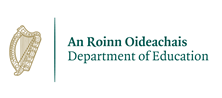 An Roinn Oideachais
Department of Education